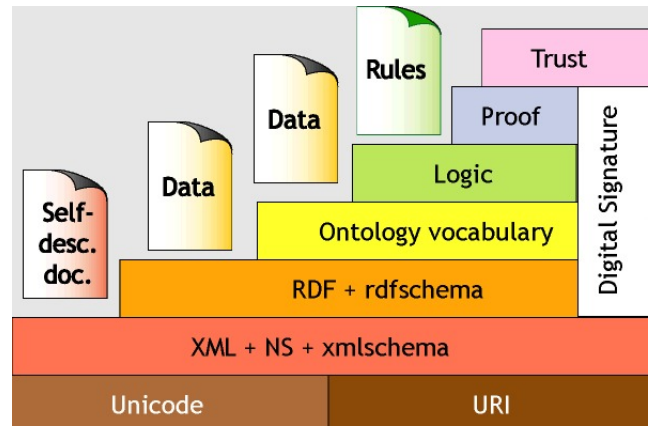 Trust
Rules
Proof
Data
Logic
Data
Self-
desc.
doc.
Ontology vocabulary
Digital Signature
RDF + rdfschema
XML + NS + xmlschema
Unicode
URI